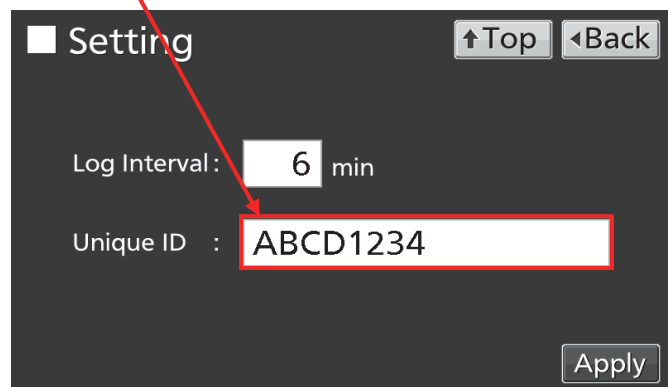 Setting
↑Top
◂Back
Log Interval: 6 min
Unique ID : ABCD1234
Apply